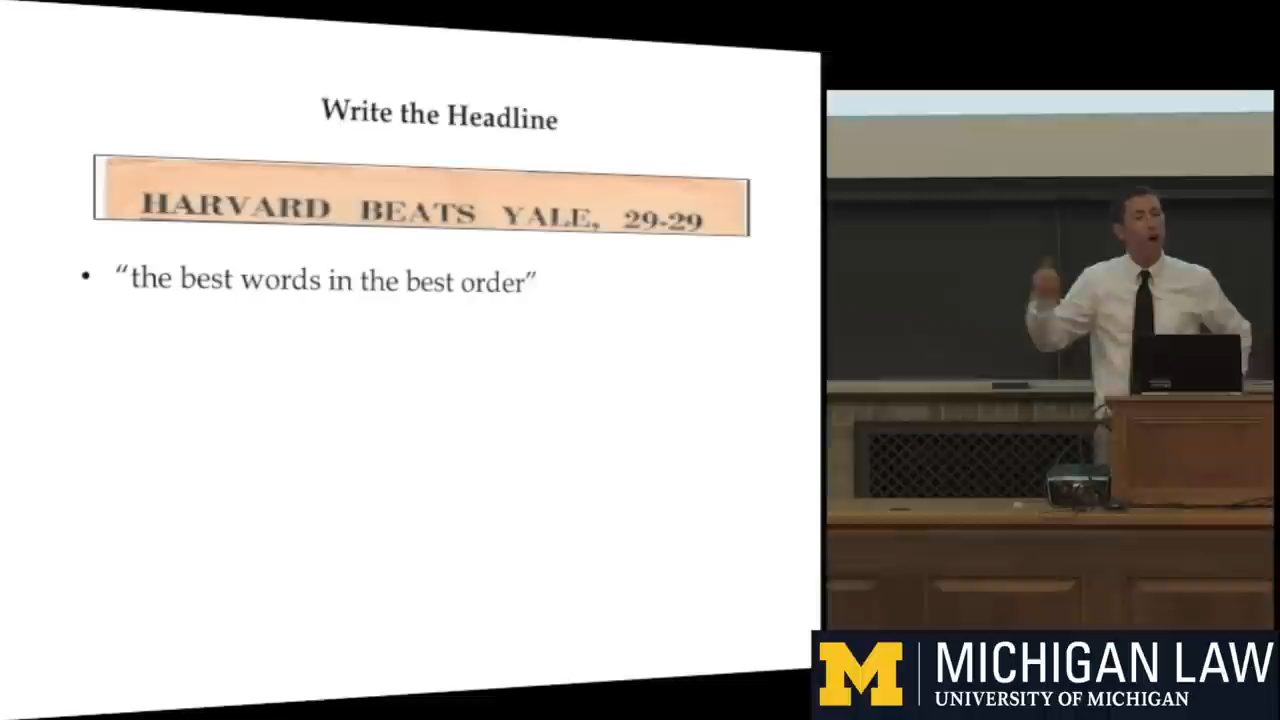 Write the Headline
HARVARD BEATS YALE, 29-29
• “the best words in the best order”
M
MICHIGAN LAW
UNIVERSITY OF MICHIGAN